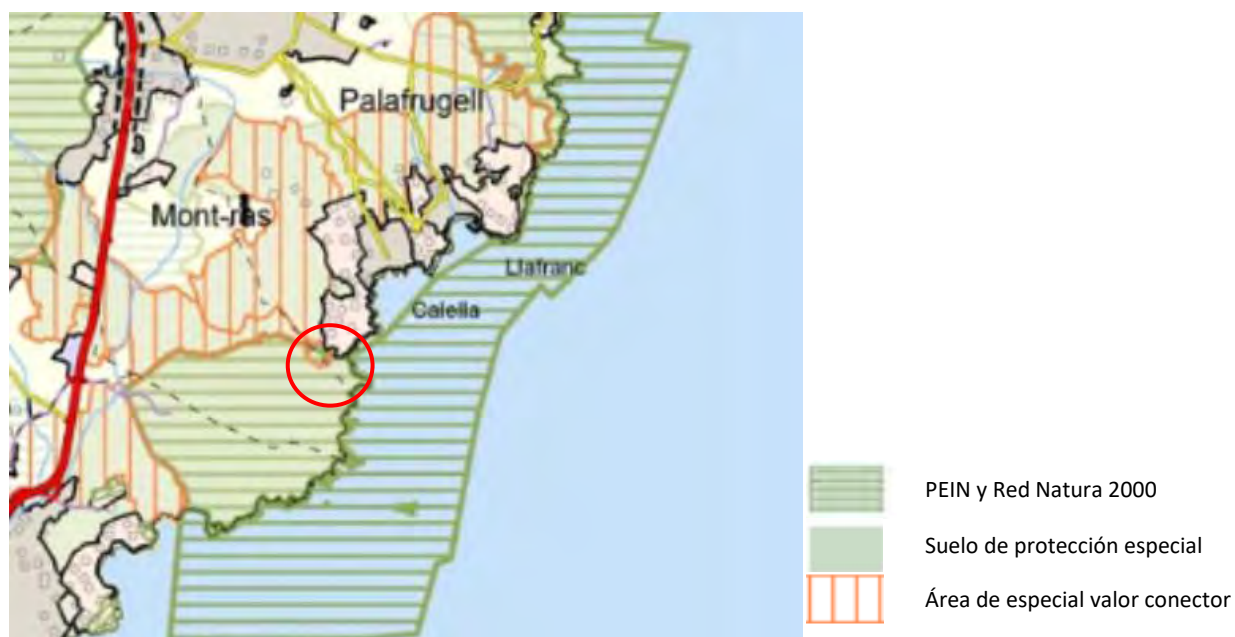 Palafrugell
Mont-ras
Llafranc
Calella
PEIN y Red Natura 2000
Suelo de protección especial
Área de especial valor conector